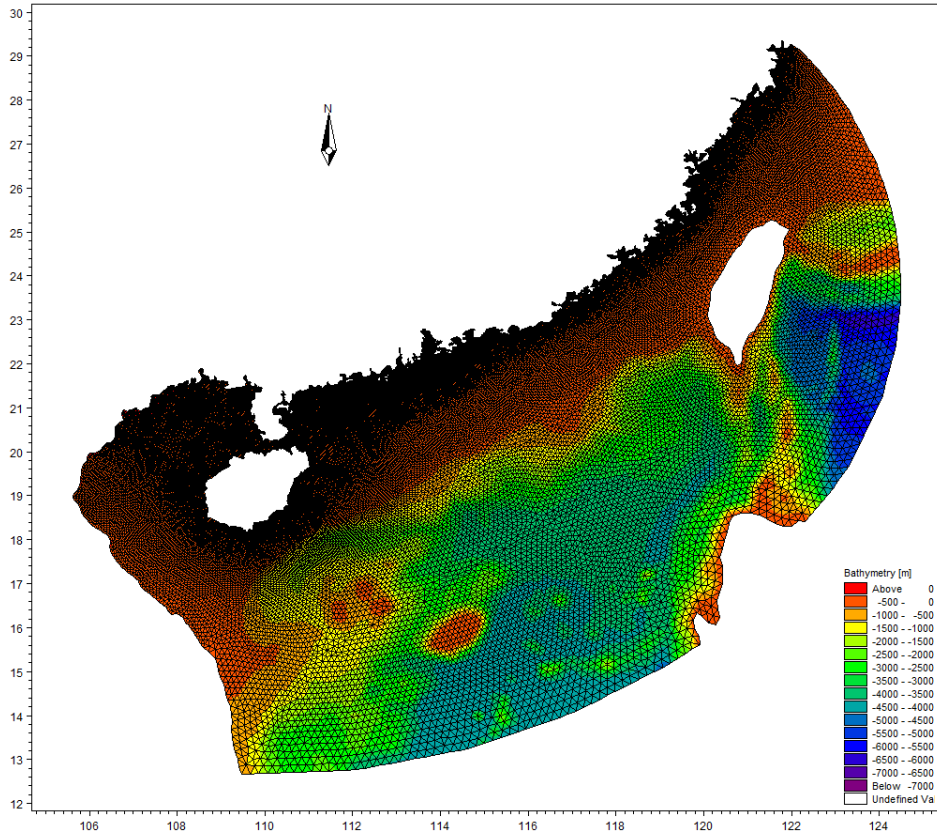 30
29
28
27
26
25
24
23
22
21
20
19
18
17
16
15
14
13
12
N
Bathymetry [m]
Above 0
-500 - 0
-1000 - -500
-1500 - -1000
-2000 - -1500
-2500 - -2000
-3000 - -2500
-3500 - -3000
-4000 - -3500
-4500 - -4000
-5000 - -4500
-5500 - -5000
-6000 - -5500
-6500 - -6000
-7000 - -6500
Below -7000
Undefined Val
106 108 110 112 114 116 118 120 122 124